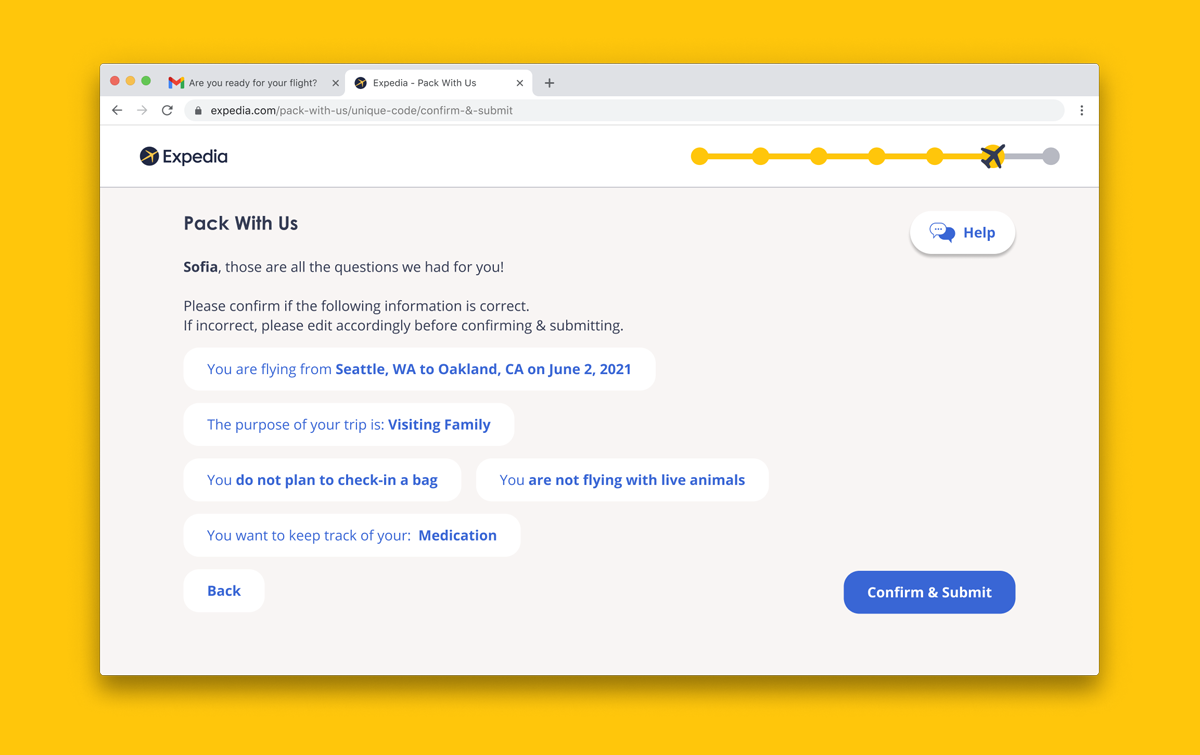 Are you ready for your flight?
Expedia - Pack With Us
expedia.com/pack-with-us/unique-code/confirm-&-submit
Expedia
Pack With Us
Help
Sofia, those are all the questions we had for you!
Please confirm if the following information is correct.
If incorrect, please edit accordingly before confirming & submitting.
You are flying from Seattle, WA to Oakland, CA on June 2, 2021
The purpose of your trip is: Visiting Family
You do not plan to check-in a bag
You are not flying with live animals
You want to keep track of your: Medication
Back
Confirm & Submit